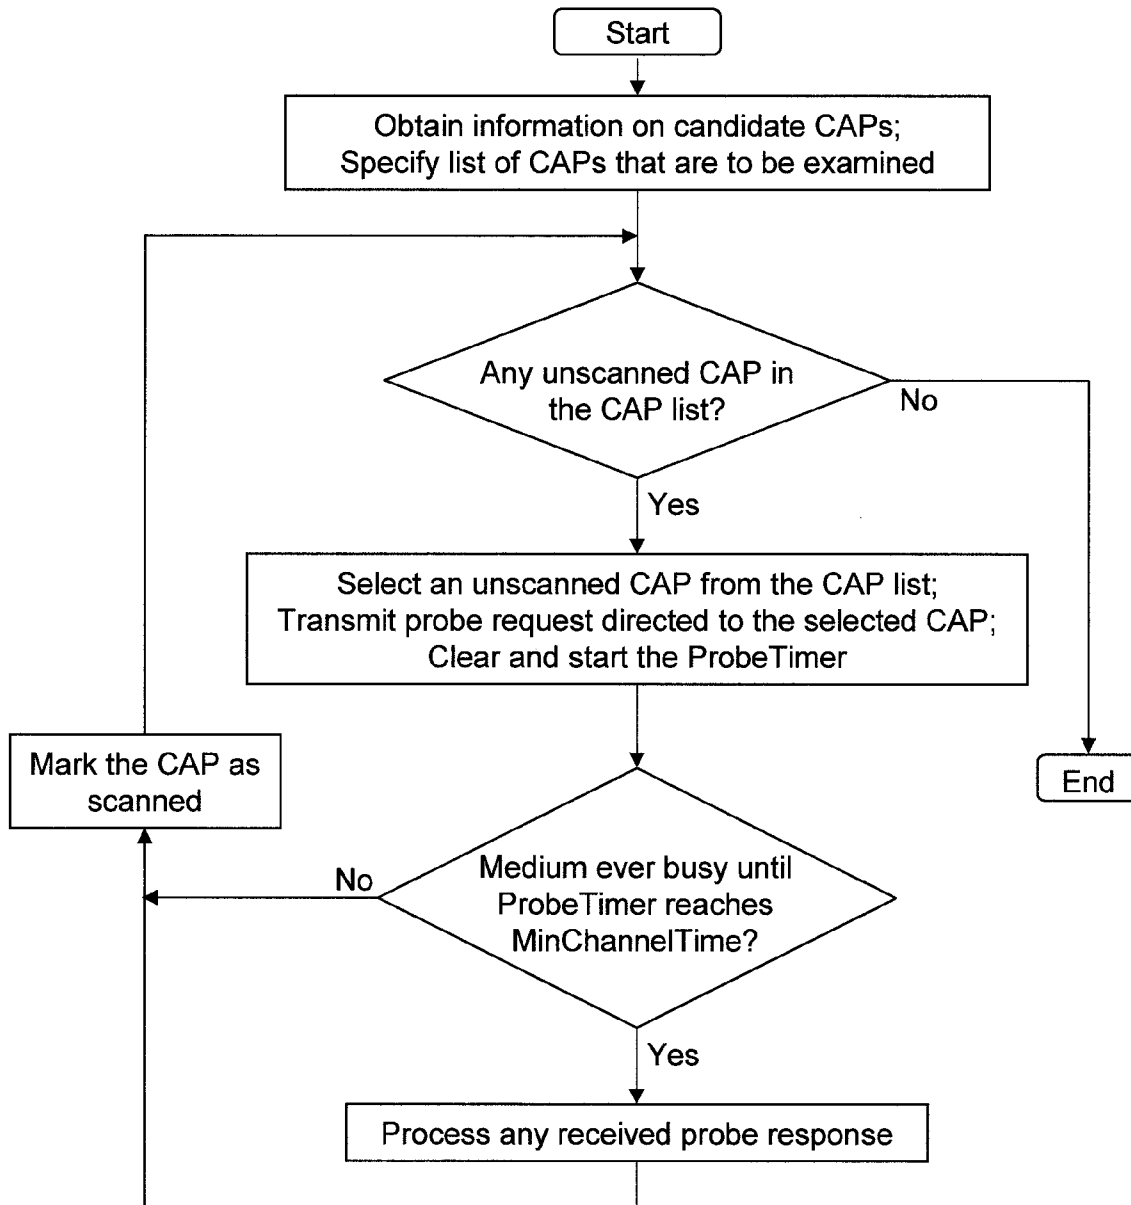 Start
Obtain information on candidate CAPs;
Specify list of CAPs that are to be examined
Any unscanned CAP in
the CAP list?
No
Yes
Select an unscanned CAP from the CAP list;
Transmit probe request directed to the selected CAP;
Clear and start the ProbeTimer
Mark the CAP as
scanned
End
Medium ever busy until
ProbeTimer reaches
MinChannelTime?
No
Yes
Process any received probe response